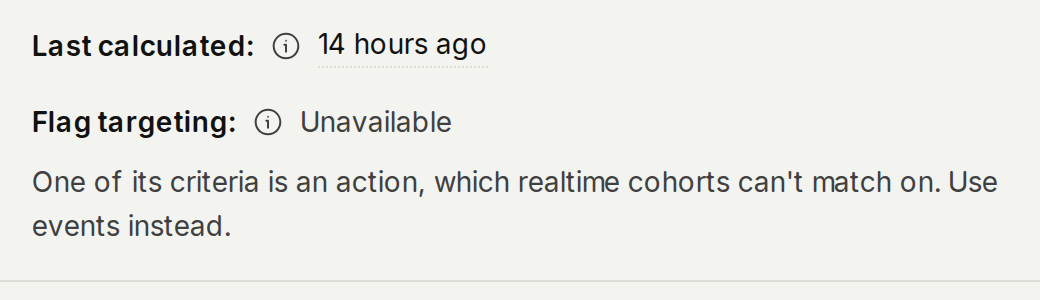 Last calculated: 14 hours ago
Flag targeting: Unavailable
One of its criteria is an action, which realtime cohorts can't match on. Use
events instead.